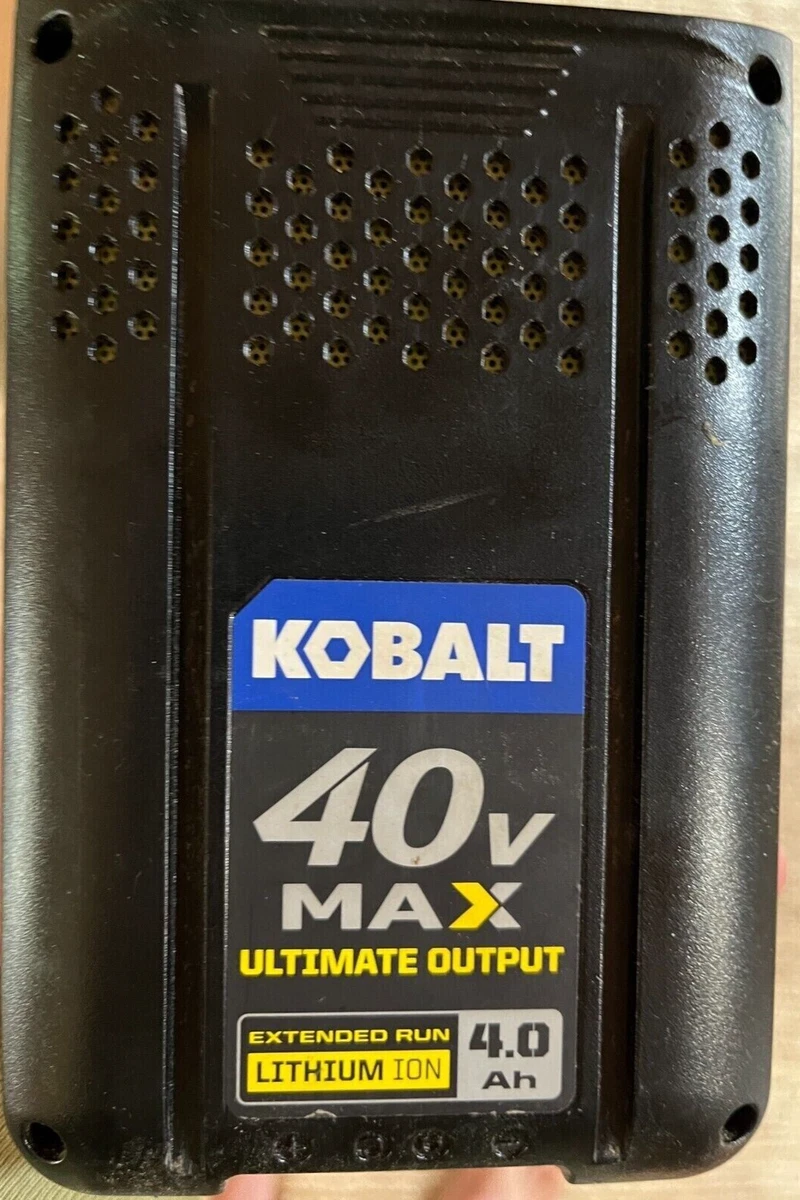 KOBALT
40v
MAX
ULTIMATE OUTPUT
EXTENDED RUN
LITHIUM ION
4.0
Ah